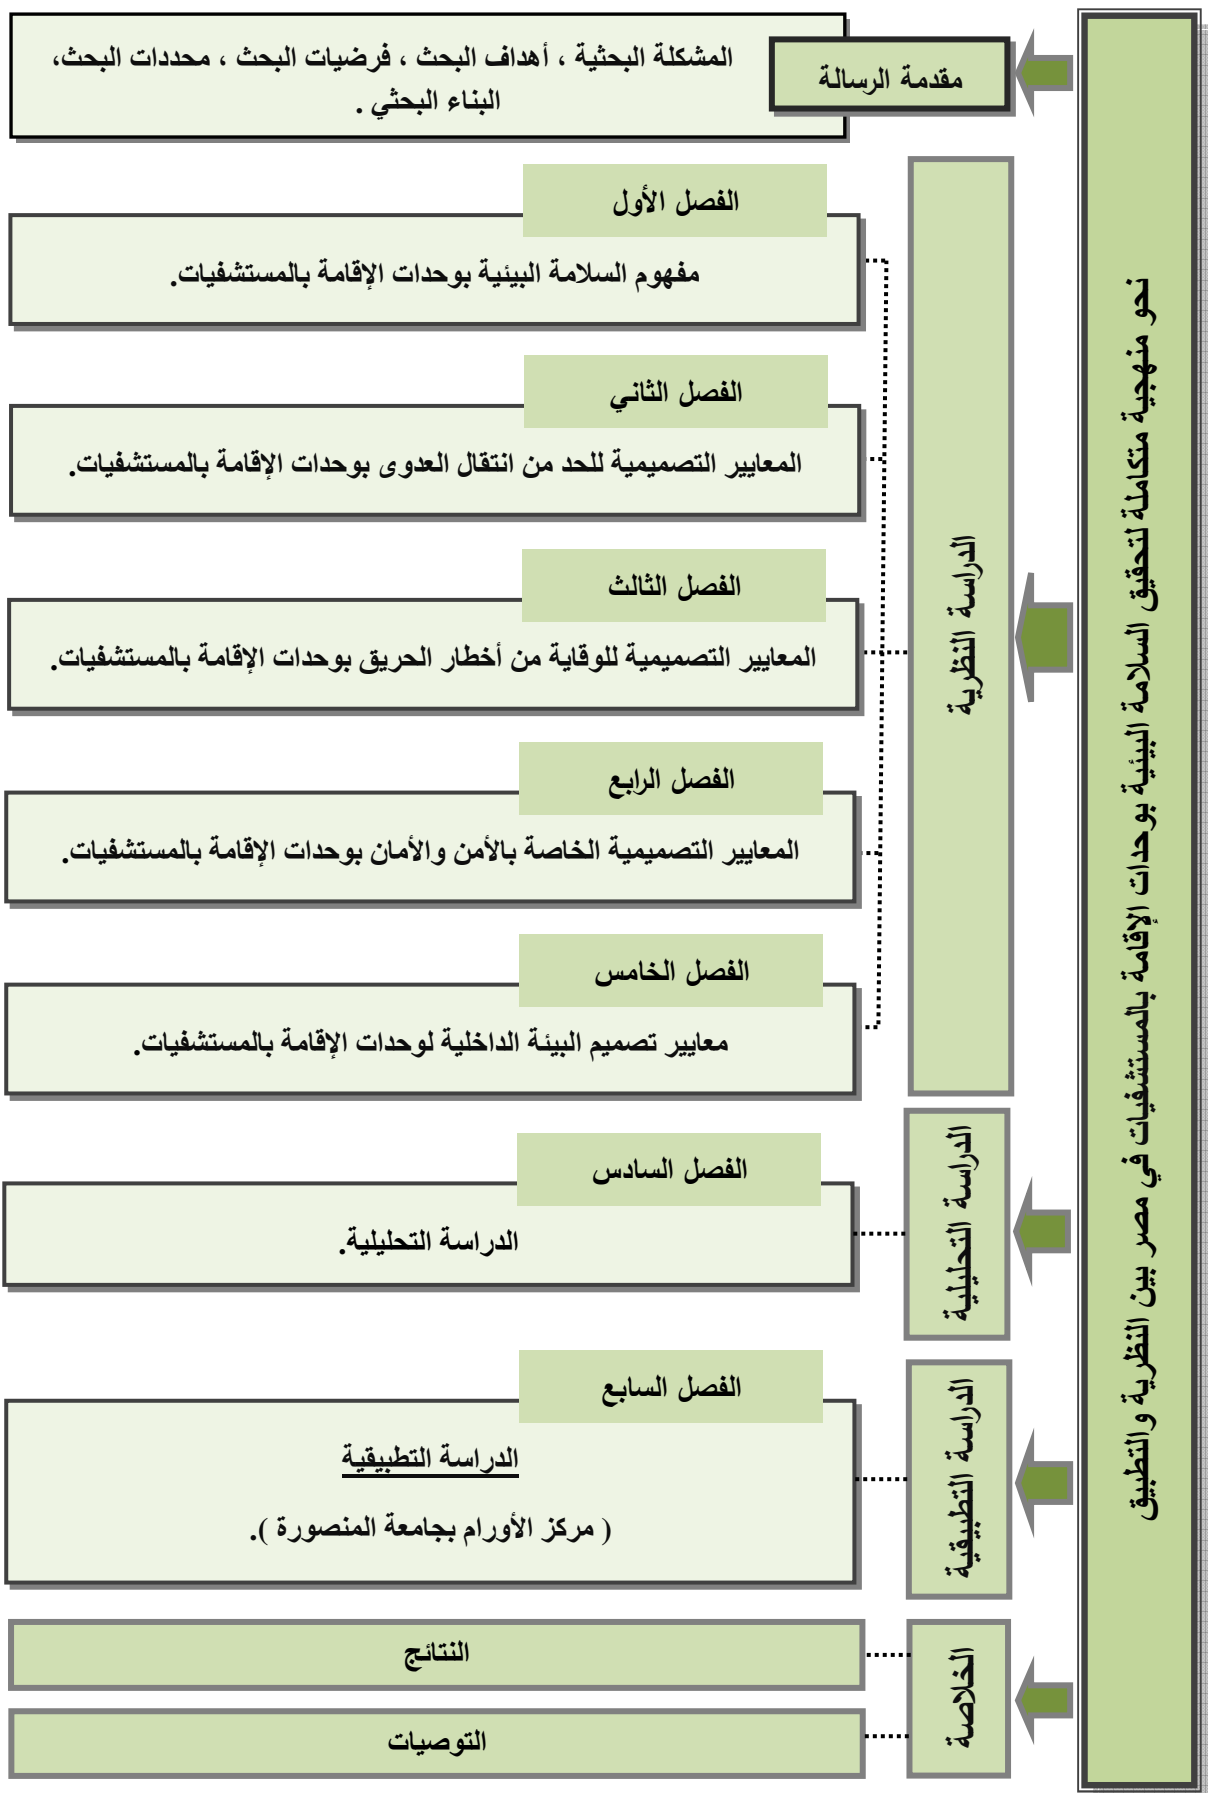 نحو منهجية متكاملة لتحقيق السلامة البيئية بوحدات الإقامة بالمستشفيات في مصر بين النظرية والتطبيق
مقدمة الرسالة
المشكلة البحثية ، أهداف البحث ، فرضيات البحث ، محددات البحث،
البناء البحثي .
الدراسة النظرية
الفصل الأول
مفهوم السلامة البيئية بوحدات الإقامة بالمستشفيات.
الفصل الثاني
المعايير التصميمية للحد من انتقال العدوى بوحدات الإقامة بالمستشفيات.
الفصل الثالث
المعايير التصميمية للوقاية من أخطار الحريق بوحدات الإقامة بالمستشفيات.
الفصل الرابع
المعايير التصميمية الخاصة بالأمن والأمان بوحدات الإقامة بالمستشفيات.
الفصل الخامس
معايير تصميم البيئة الداخلية لوحدات الإقامة بالمستشفيات.
الدراسة التحليلية
الفصل السادس
الدراسة التحليلية.
الدراسة التطبيقية
الفصل السابع
الدراسة التطبيقية
( مركز الأورام بجامعة المنصورة ).
الخلاصة
النتائج
التوصيات